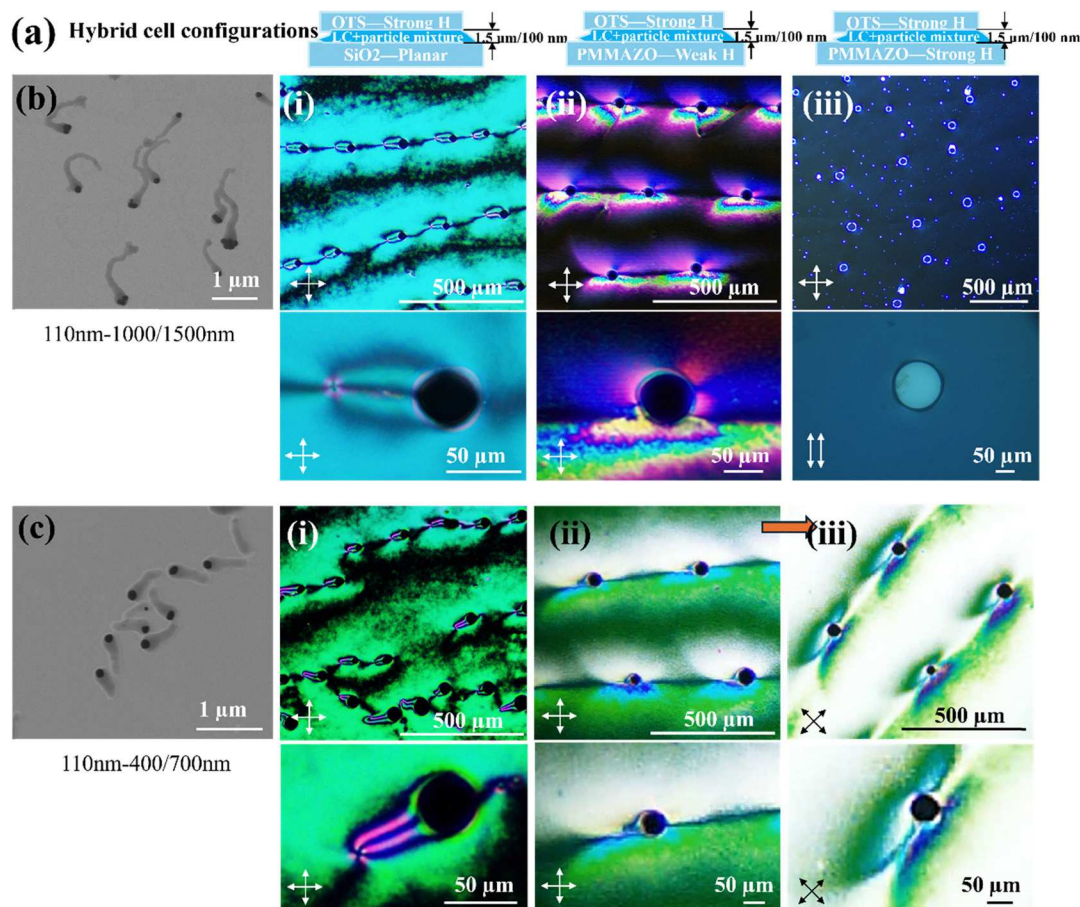 (a) Hybrid cell configurations
OTS—Strong H
LC+particle mixture
SiO2—Planar
1.5 μm/100 nm
OTS—Strong H
LC+particle mixture
PMMAZO—Weak H
1.5 μm/100 nm
OTS—Strong H
LC+particle mixture
PMMAZO—Strong H
1.5 μm/100 nm
(b)
1 μm
110nm-1000/1500nm
(i)
500 μm
(ii)
500 μm
(iii)
500 μm
50 μm
50 μm
50 μm
(c)
1 μm
110nm-400/700nm
(i)
500 μm
(ii)
500 μm
(iii)
500 μm
50 μm
50 μm
50 μm